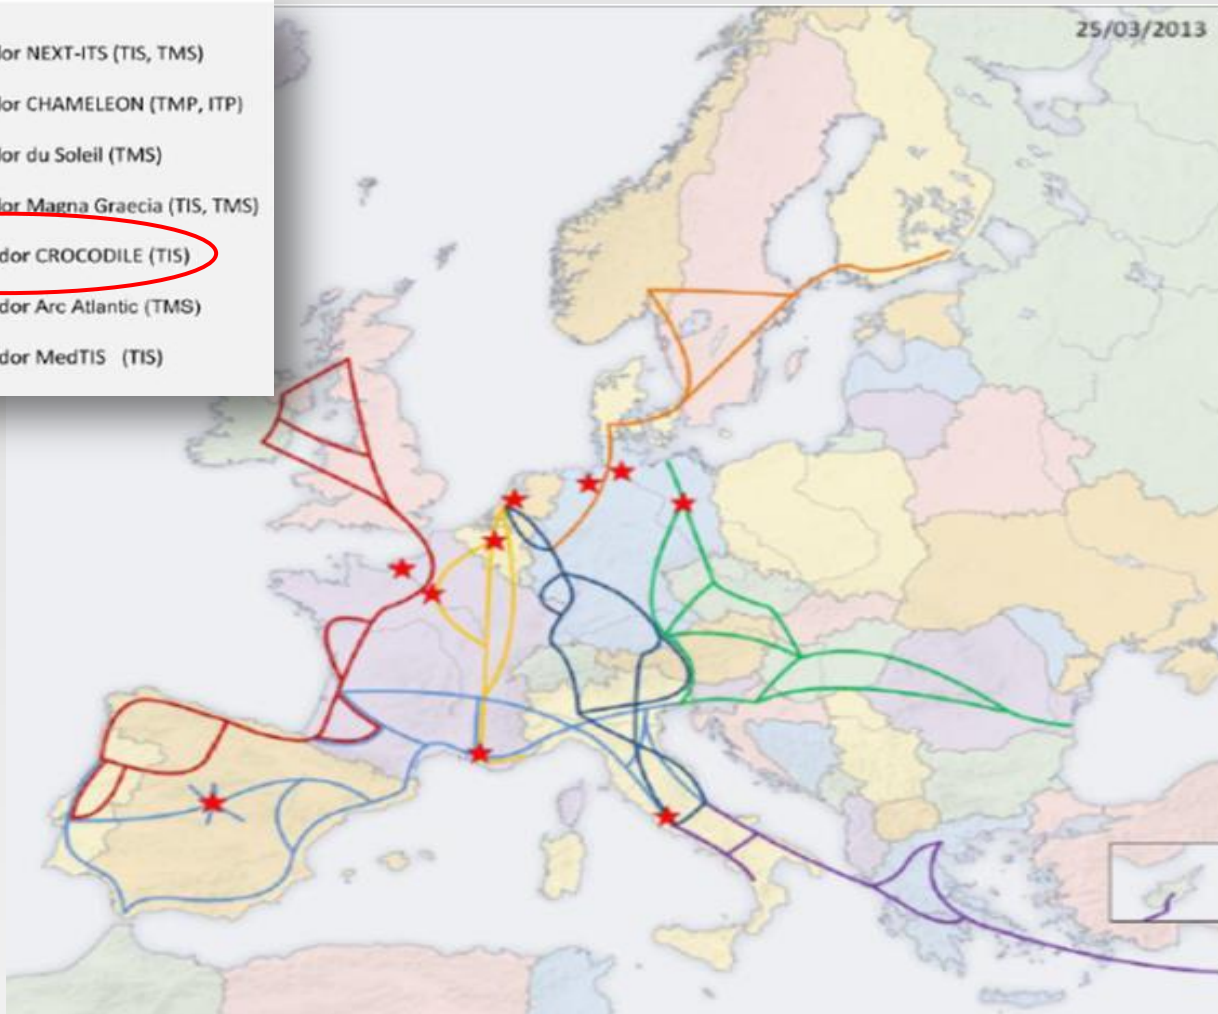 dor NEXT-ITS (TIS, TMS)
dor CHAMELEON (TMP, ITP)
dor du Soleil (TMS)
dor Magna Graecia (TIS, TMS)
dor CROCODILE (TIS)
dor Arc Atlantic (TMS)
dor MedTIS (TIS)
25/03/2013